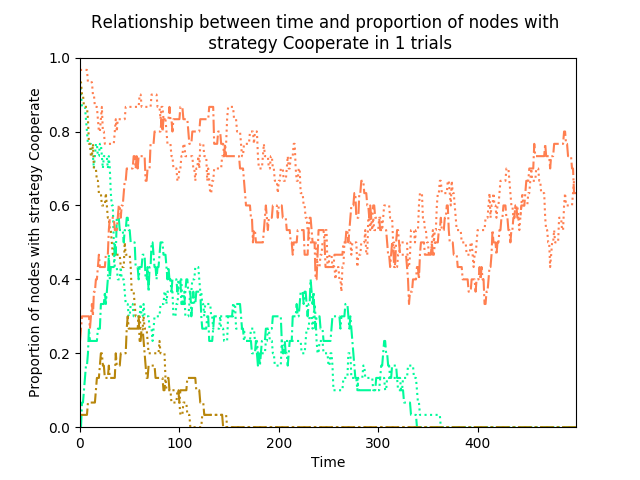 Relationship between time and proportion of nodes with
strategy Cooperate in 1 trials
Proportion of nodes with strategy Cooperate
1.0
0.8
0.6
0.4
0.2
0.0
0 100 200 300 400
Time